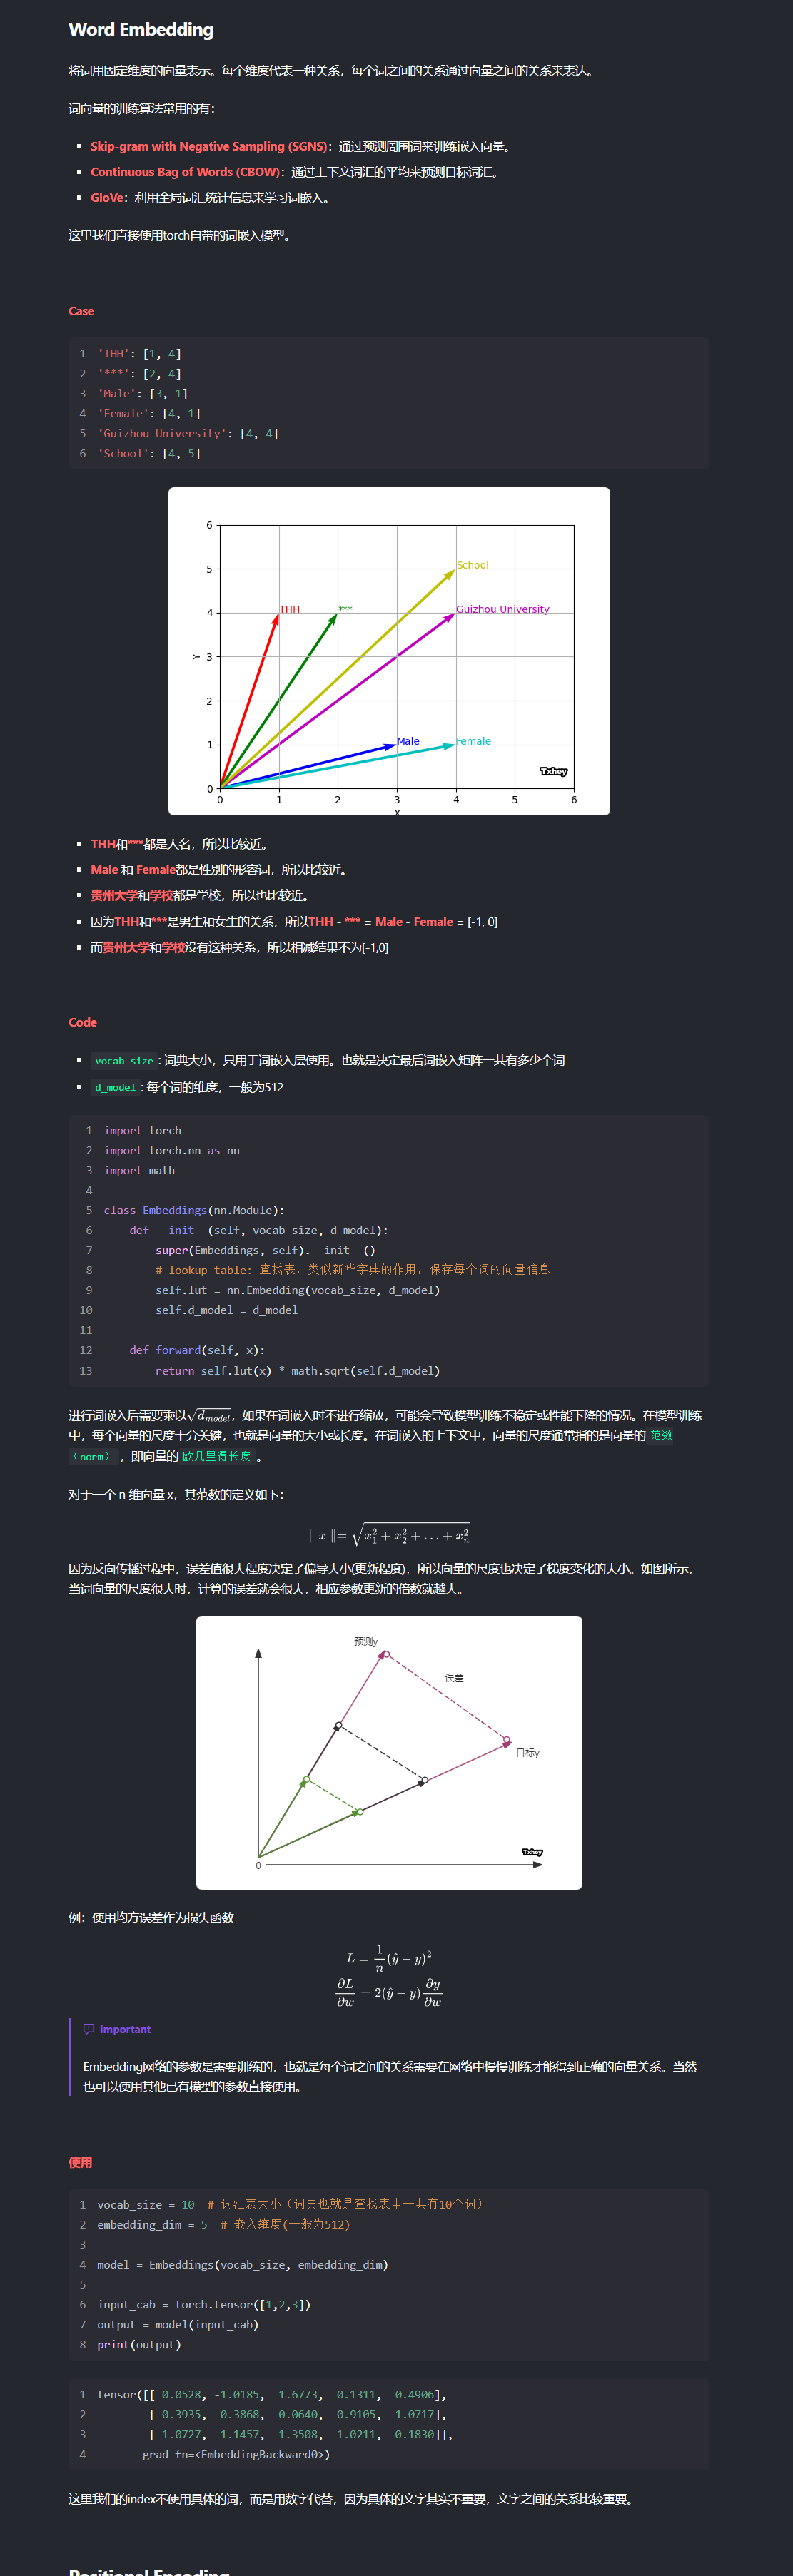 Word Embedding
将词用固定维度的向量表示。每个维度代表一种关系，每个词之间的关系通过向量之间的关系来表达。
词向量的训练算法常用的有：
Skip-gram with Negative Sampling (SGNS)：通过预测周围词来训练嵌入向量。
Continuous Bag of Words (CBOW)：通过上下文词汇的平均来预测目标词汇。
GloVe：利用全局词汇统计信息来学习词嵌入。
这里我们直接使用torch自带的词嵌入模型。
Case
1 'THH': [1, 4]
2 '***': [2, 4]
3 'Male': [3, 1]
4 'Female': [4, 1]
5 'Guizhou University': [4, 4]
6 'School': [4, 5]
6
5 School
4 THH *** Guizhou University
Y 3
2
1 Male Female
Txhey
0
0 1 2 3 4 5 6
X
THH和***都是人名，所以比较近。
Male 和 Female都是性别的形容词，所以比较近。
贵州大学和学校都是学校，所以也比较近。
因为THH和***是男生和女生的关系，所以THH - *** = Male - Female = [-1, 0]
而贵州大学和学校没有这种关系，所以相减结果不为[-1,0]
Code
vocab_size : 词典大小，只用于词嵌入层使用。也就是决定最后词嵌入矩阵一共有多少个词
d_model : 每个词的维度，一般为512
1 import torch
2 import torch.nn as nn
3 import math
4
5 class Embeddings(nn.Module):
6     def __init__(self, vocab_size, d_model):
7         super(Embeddings, self).__init__()
8         # lookup table: 查找表，类似新华字典的作用，保存每个词的向量信息
9         self.lut = nn.Embedding(vocab_size, d_model)
10         self.d_model = d_model
11
12     def forward(self, x):
13         return self.lut(x) * math.sqrt(self.d_model)
进行词嵌入后需要乘以√d_model，如果在词嵌入时不进行缩放，可能会导致模型训练不稳定或性能下降的情况。在模型训练
中，每个向量的尺度十分关键，也就是向量的大小或长度。在词嵌入的上下文中，向量的尺度通常指的是向量的 范数
（norm） ，即向量的 欧几里得长度 。
对于一个 n 维向量 x，其范数的定义如下：
∥ x ∥= √(x₁² + x₂² + … + xₙ²)
因为反向传播过程中，误差值很大程度决定了偏导大小(更新程度)，所以向量的尺度也决定了梯度变化的大小。如图所示，
当词向量的尺度很大时，计算的误差就会很大，相应参数更新的倍数就越大。
预测y
误差
目标y
Txhey
0
例：使用均方误差作为损失函数
L = 1/n (ŷ − y)²
∂L/∂w = 2(ŷ − y) ∂y/∂w
Important
Embedding网络的参数是需要训练的，也就是每个词之间的关系需要在网络中慢慢训练才能得到正确的向量关系。当然
也可以使用其他已有模型的参数直接使用。
使用
1 vocab_size = 10  # 词汇表大小（词典也就是查找表中一共有10个词）
2 embedding_dim = 5  # 嵌入维度(一般为512)
3
4 model = Embeddings(vocab_size, embedding_dim)
5
6 input_cab = torch.tensor([1,2,3])
7 output = model(input_cab)
8 print(output)
1 tensor([[ 0.0528, -1.0185,  1.6773,  0.1311,  0.4906],
2         [ 0.3935,  0.3868, -0.0640, -0.9105,  1.0717],
3         [-1.0727,  1.1457,  1.3508,  1.0211,  0.1830]],
4        grad_fn=<EmbeddingBackward0>)
这里我们的index不使用具体的词，而是用数字代替，因为具体的文字其实不重要，文字之间的关系比较重要。
Positional Encoding